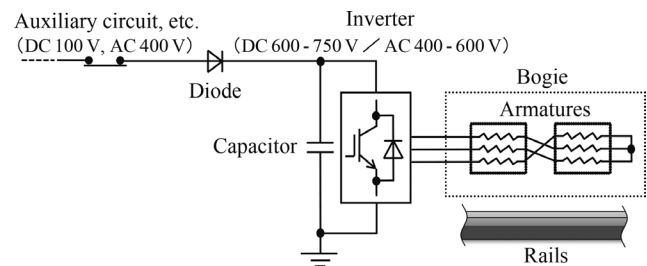 Auxiliary circuit, etc.
(DC 100 V, AC 400 V)
Inverter
(DC 600 - 750 V ／ AC 400 - 600 V)
Diode
Bogie
Armatures
Capacitor
Rails